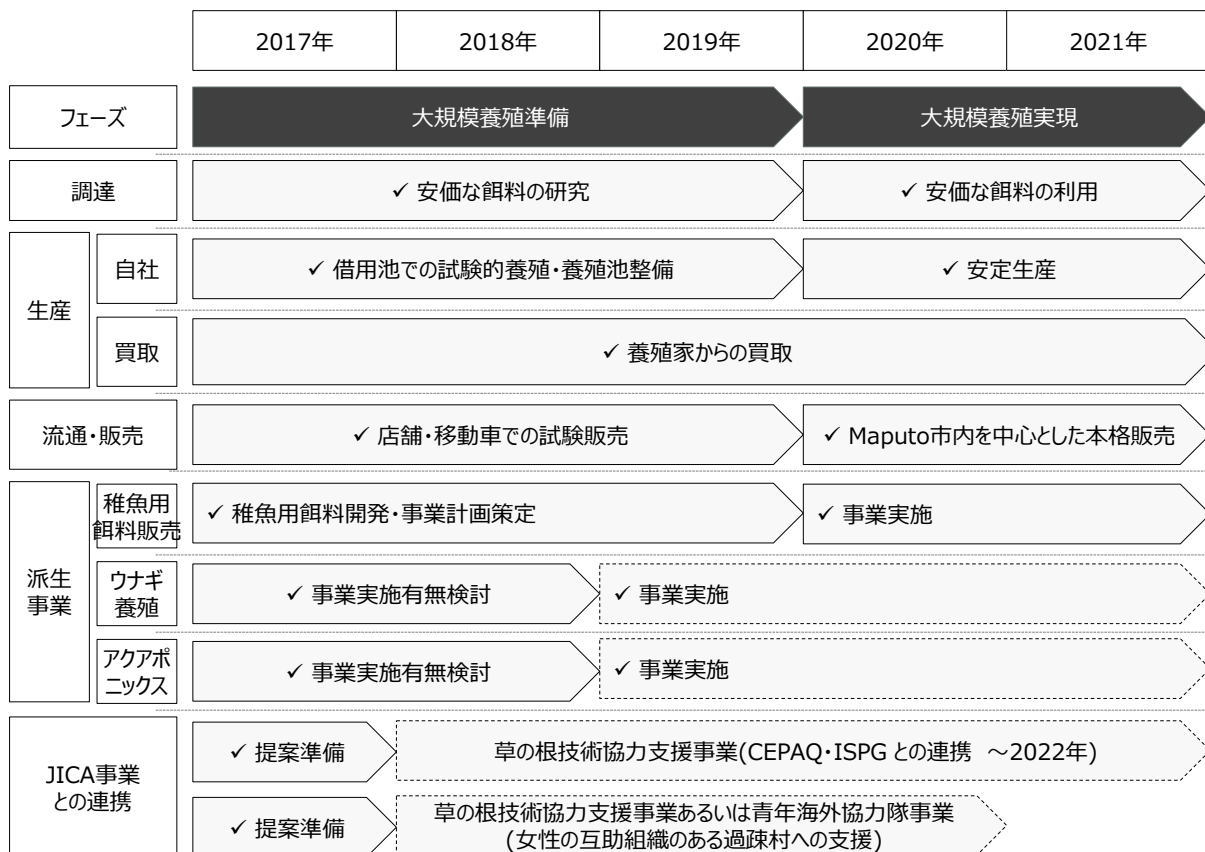 2017年 2018年 2019年 2020年 2021年
フェーズ 大規模養殖準備 大規模養殖実現
調達 ✓ 安価な餌料の研究 ✓ 安価な餌料の利用
生産
自社 ✓ 借用池での試験的養殖・養殖池整備 ✓ 安定生産
買取 ✓ 養殖家からの買取
流通・販売 ✓ 店舗・移動車での試験販売 ✓ Maputo市内を中心とした本格販売
派生
事業
稚魚用
餌料販売
✓ 稚魚用餌料開発・事業計画策定 ✓ 事業実施
ウナギ
養殖
✓ 事業実施有無検討 ✓ 事業実施
アクアポ
ニックス
✓ 事業実施有無検討 ✓ 事業実施
JICA事業
との連携
✓ 提案準備 草の根技術協力支援事業(CEPAQ・ISPG との連携 ～2022年)
✓ 提案準備 草の根技術協力支援事業あるいは青年海外協力隊事業
(女性の互助組織のある過疎村への支援)